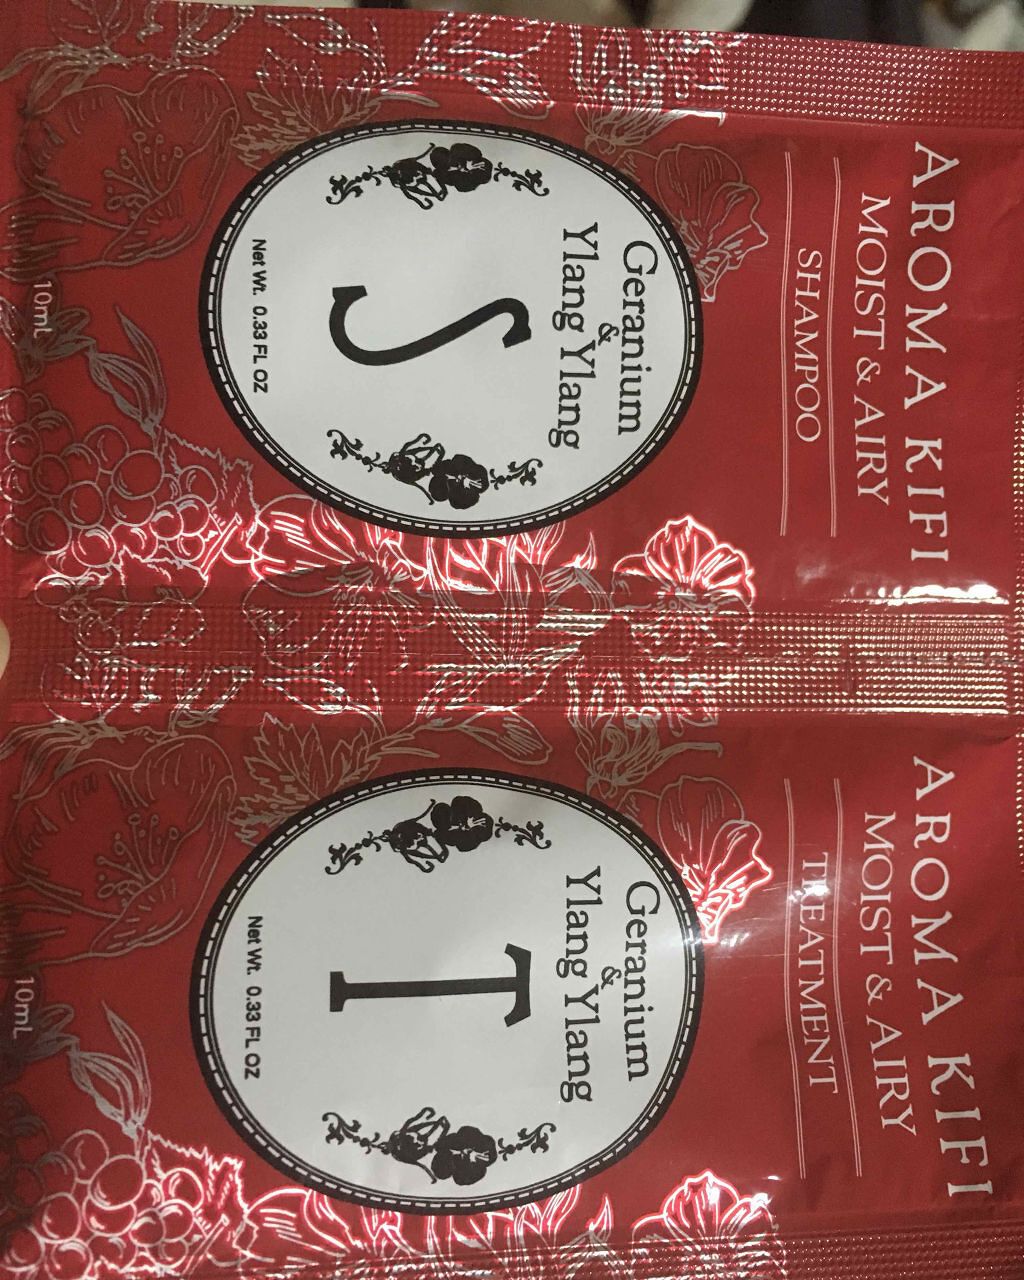 AROMA KIFI
MOIST & AIRY
SHAMPOO
Geranium
&
Ylang Ylang
S
Net Wt. 0.33 FL OZ
10mL
AROMA KIFI
MOIST & AIRY
TREATMENT
Geranium
&
Ylang Ylang
T
Net Wt. 0.33 FL OZ
10mL